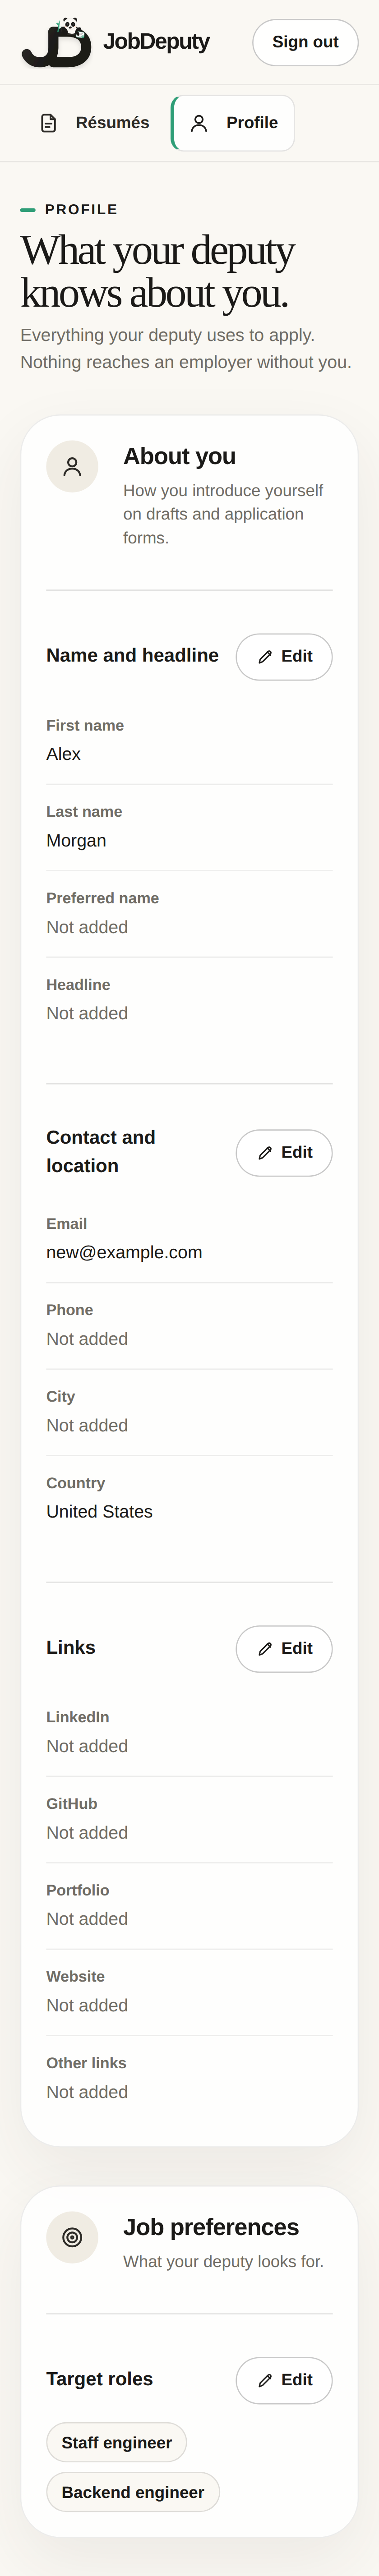 JobDeputy
Sign out
Résumés
Profile
PROFILE
What your deputy
knows about you.
Everything your deputy uses to apply.
Nothing reaches an employer without you.
About you
How you introduce yourself
on drafts and application
forms.
Name and headline
Edit
First name
Alex
Last name
Morgan
Preferred name
Not added
Headline
Not added
Contact and
location
Edit
Email
new@example.com
Phone
Not added
City
Not added
Country
United States
Links
Edit
LinkedIn
Not added
GitHub
Not added
Portfolio
Not added
Website
Not added
Other links
Not added
Job preferences
What your deputy looks for.
Target roles
Edit
Staff engineer
Backend engineer